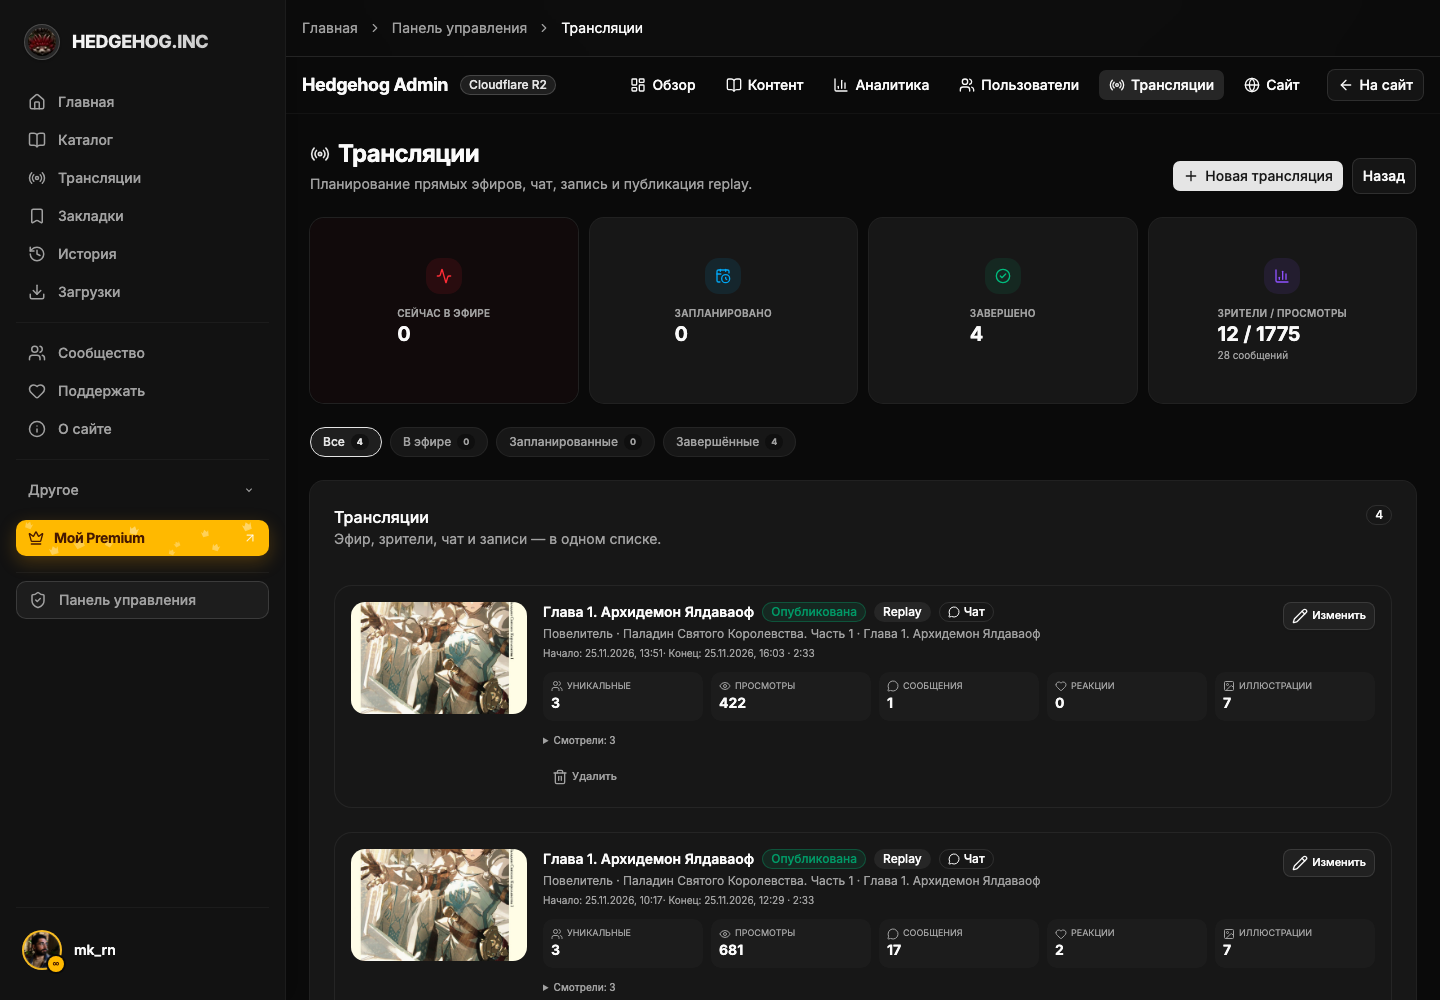 HEDGEHOG.INC
Главная
Каталог
Трансляции
Закладки
История
Загрузки
Сообщество
Поддержать
О сайте
Другое
Мой Premium
Панель управления
mk_rn
Главная > Панель управления > Трансляции
Hedgehog Admin Cloudflare R2 Обзор Контент Аналитика Пользователи Трансляции Сайт На сайт
Трансляции
Планирование прямых эфиров, чат, запись и публикация replay.
Новая трансляция Назад
СЕЙЧАС В ЭФИРЕ
0
ЗАПЛАНИРОВАНО
0
ЗАВЕРШЕНО
4
ЗРИТЕЛИ / ПРОСМОТРЫ
12 / 1775
28 сообщений
Все 4 В эфире 0 Запланированные 0 Завершённые 4
Трансляции 4
Эфир, зрители, чат и записи — в одном списке.
Глава 1. Архидемон Ялдаваоф Опубликована Replay Чат Изменить
Повелитель · Паладин Святого Королевства. Часть 1 · Глава 1. Архидемон Ялдаваоф
Начало: 25.11.2026, 13:51· Конец: 25.11.2026, 16:03 · 2:33
УНИКАЛЬНЫЕ ПРОСМОТРЫ СООБЩЕНИЯ РЕАКЦИИ ИЛЛЮСТРАЦИИ
3 422 1 0 7
Смотрели: 3
Удалить
Глава 1. Архидемон Ялдаваоф Опубликована Replay Чат Изменить
Повелитель · Паладин Святого Королевства. Часть 1 · Глава 1. Архидемон Ялдаваоф
Начало: 25.11.2026, 10:17· Конец: 25.11.2026, 12:29 · 2:33
УНИКАЛЬНЫЕ ПРОСМОТРЫ СООБЩЕНИЯ РЕАКЦИИ ИЛЛЮСТРАЦИИ
3 681 17 2 7
Смотрели: 3